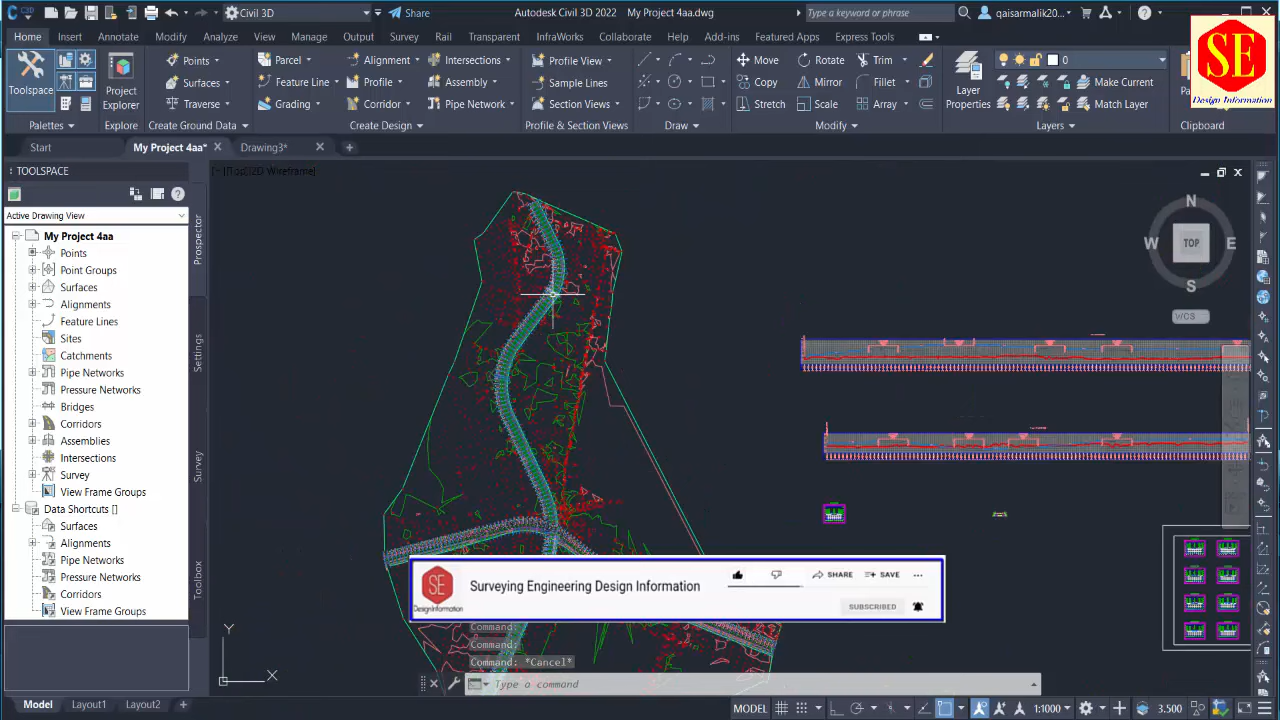 C3D
Civil 3D
Share
Autodesk Civil 3D 2022 My Project 4aa.dwg
Type a keyword or phrase
qaisarmalik20...
Home Insert Annotate Modify Analyze View Manage Output Survey Rail Transparent InfraWorks Collaborate Help Add-ins Featured Apps Express Tools
Toolspace
Project Explorer
Points
Surfaces
Traverse
Parcel
Feature Line
Grading
Alignment
Profile
Corridor
Intersections
Assembly
Pipe Network
Profile View
Sample Lines
Section Views
Move Rotate Trim
Copy Mirror Fillet
Stretch Scale Array
Layer Properties
0
Make Current
Match Layer
SE
Design Information
Palettes Explore Create Ground Data Create Design Profile & Section Views Draw Modify Layers Clipboard
Start My Project 4aa* Drawing3*
TOOLSPACE
[-][Top][2D Wireframe]
Active Drawing View
My Project 4aa
Points
Point Groups
Surfaces
Alignments
Feature Lines
Sites
Catchments
Pipe Networks
Pressure Networks
Bridges
Corridors
Assemblies
Intersections
Survey
View Frame Groups
Data Shortcuts []
Surfaces
Alignments
Pipe Networks
Pressure Networks
Corridors
View Frame Groups
Prospector
Settings
Survey
Toolbox
N
W TOP E
S
WCS
SE
Design Information
Surveying Engineering Design Information
SHARE SAVE
SUBSCRIBED
Command:
Command:
Command: *Cancel*
Type a command
Y
X
Model Layout1 Layout2
MODEL
1:1000
3.500